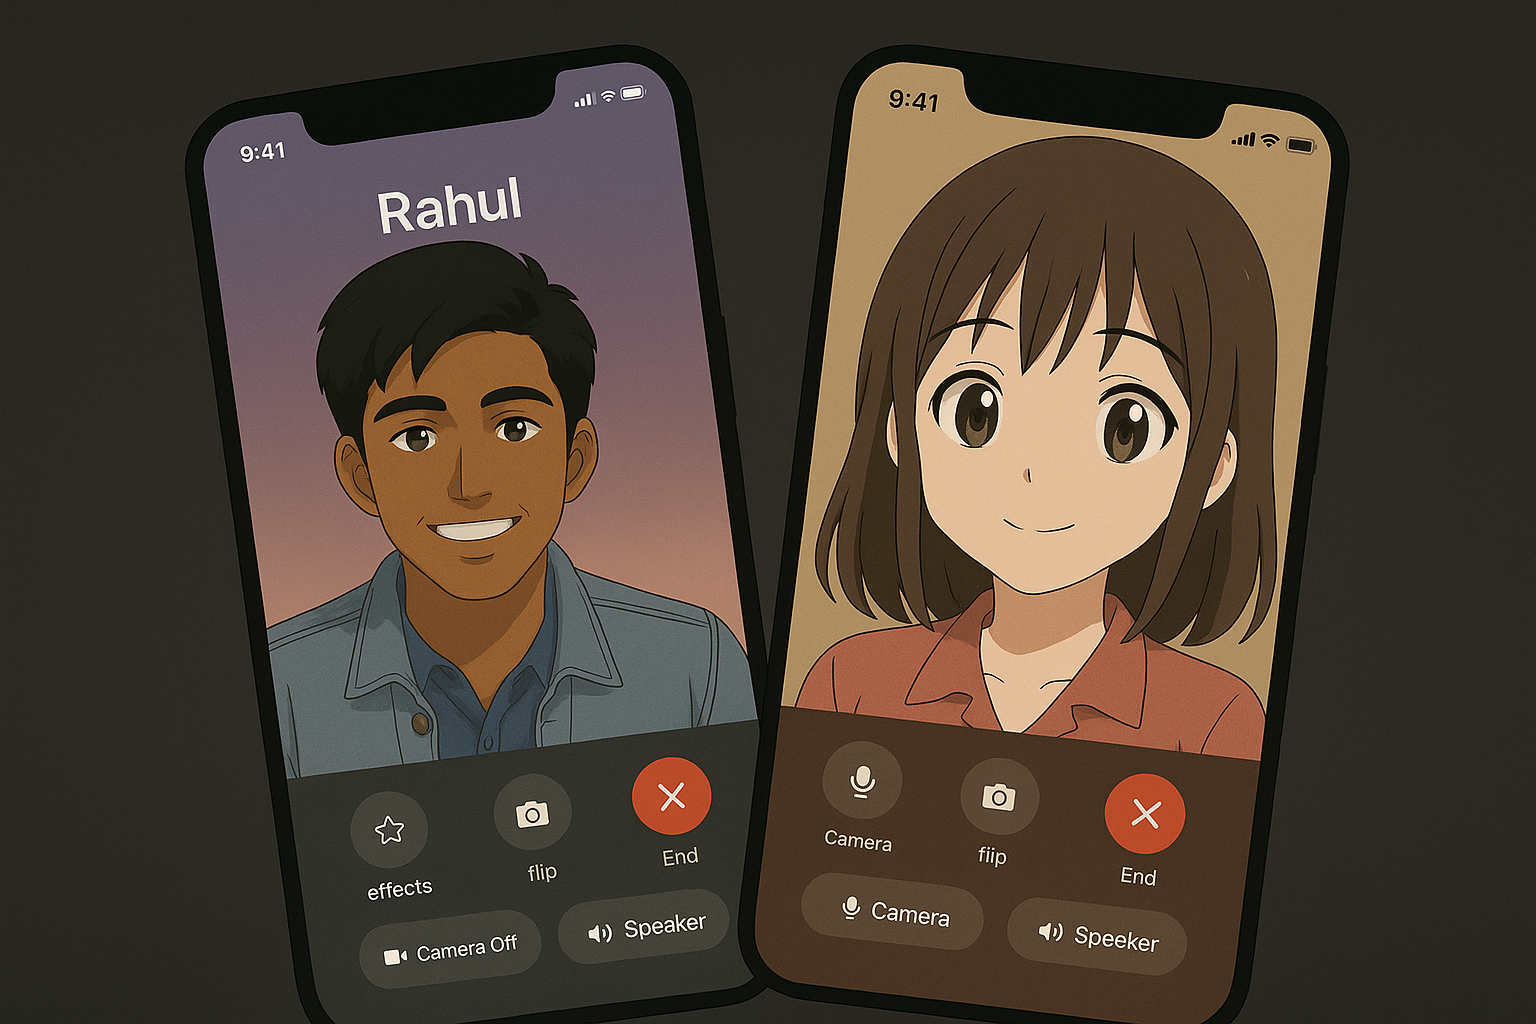 9:41
Rahul
effects
flip
End
Camera Off
Speaker
9:41
Camera
fiip
End
Camera
Speeker